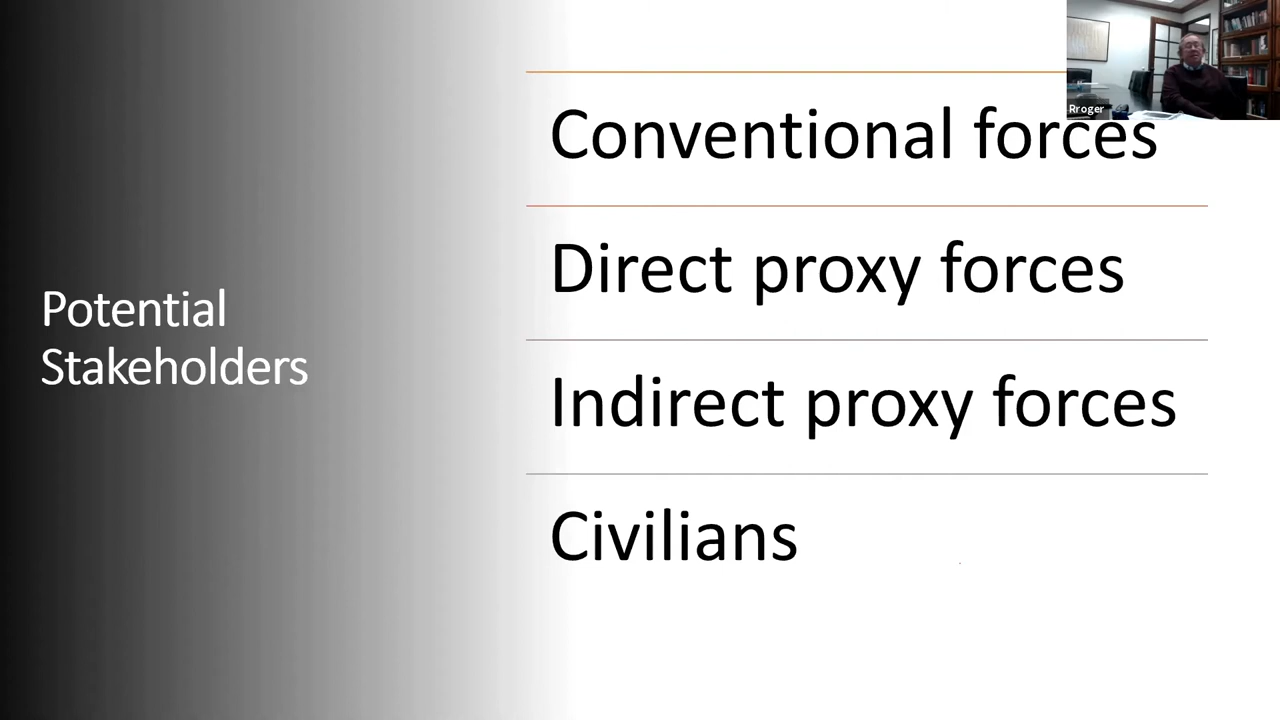 Rroger
Conventional forces
Direct proxy forces
Potential
Stakeholders
Indirect proxy forces
Civilians